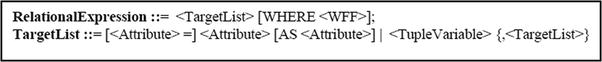 RelationalExpression ::= <TargetList> [WHERE <WFF>];
TargetList ::= [<Attribute> =] <Attribute> [AS <Attribute>] | <TupleVariable> {,<TargetList>}